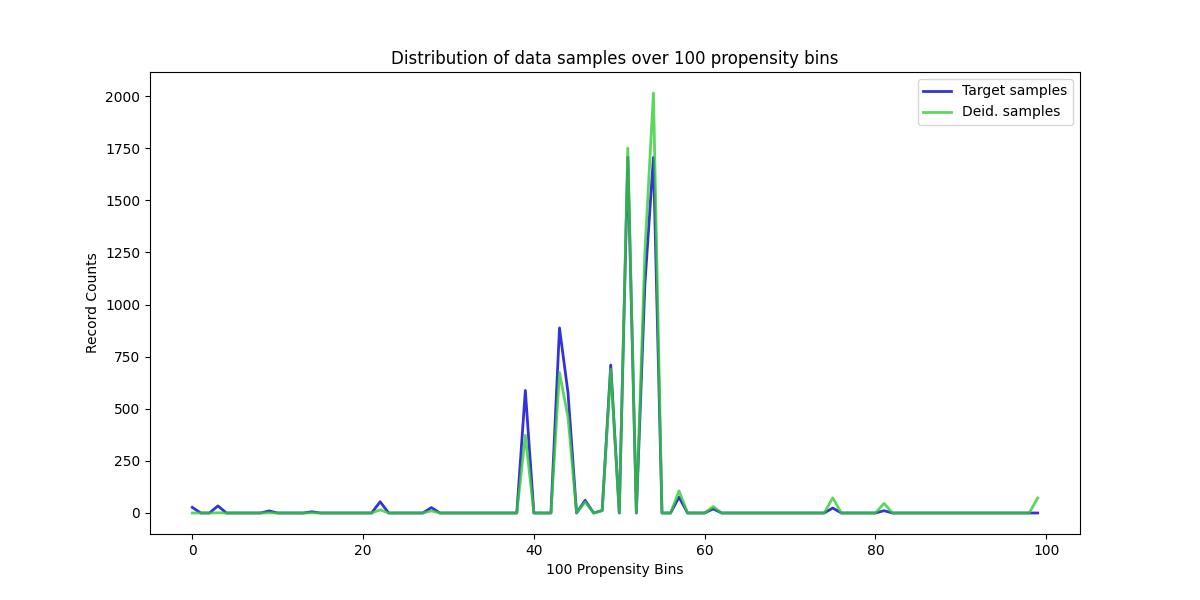 Distribution of data samples over 100 propensity bins
Target samples
Deid. samples
Record Counts
2000
1750
1500
1250
1000
750
500
250
0
0 20 40 60 80 100
100 Propensity Bins